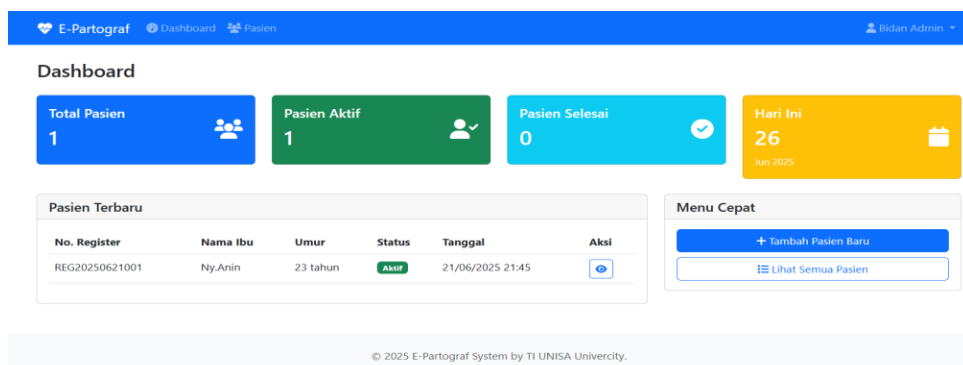 E-Partograf Dashboard Pasien Bidan Admin
Dashboard
Total Pasien
1
Pasien Aktif
1
Pasien Selesai
0
Hari Ini
26
Jun 2025
Pasien Terbaru
No. Register Nama Ibu Umur Status Tanggal Aksi
REG20250621001 Ny.Anin 23 tahun Aktif 21/06/2025 21:45
Menu Cepat
+ Tambah Pasien Baru
Lihat Semua Pasien
© 2025 E-Partograf System by TI UNISA Univercity.